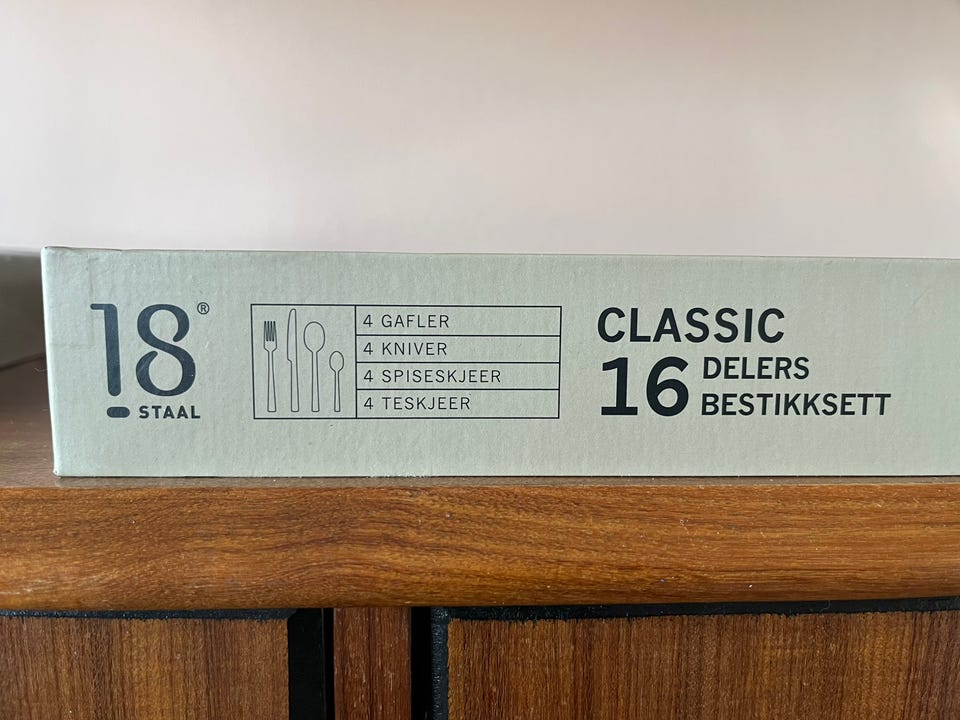 18®
STAAL
4 GAFLER
4 KNIVER
4 SPISESKJEER
4 TESKJEER
CLASSIC
16 DELERS
BESTIKKSETT